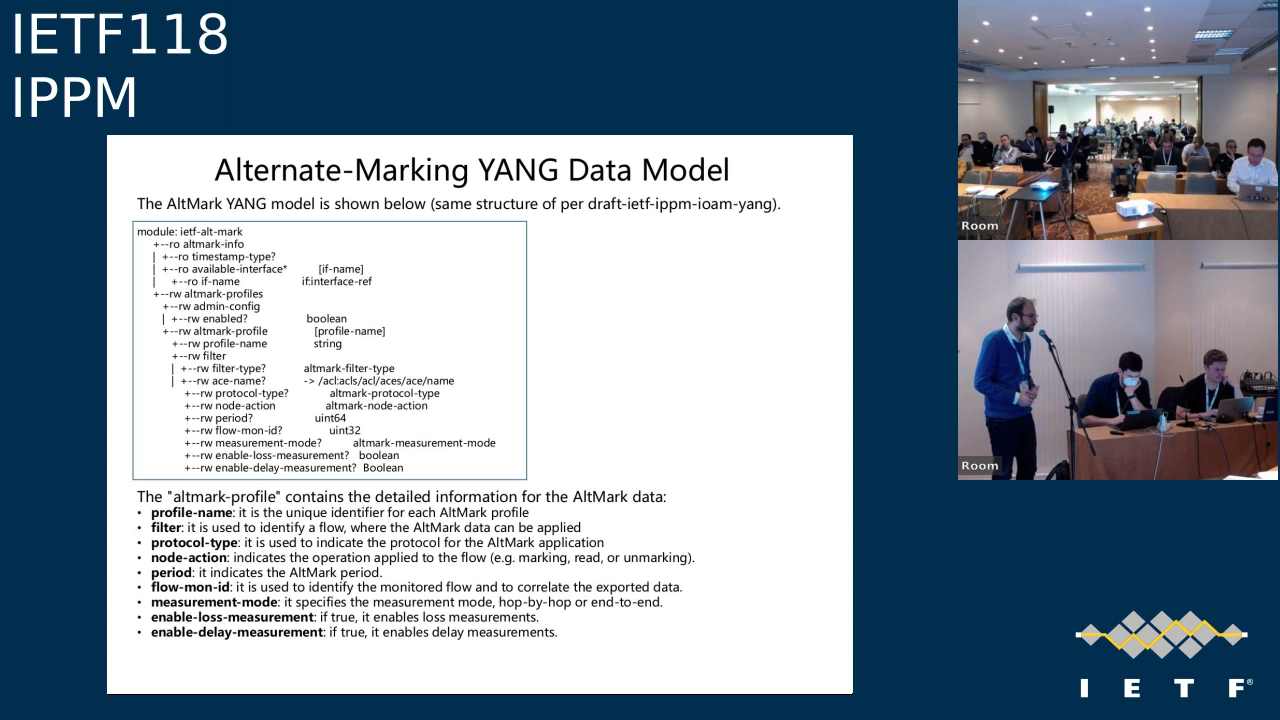 IETF118
IPPM
Alternate-Marking YANG Data Model
The AltMark YANG model is shown below (same structure of per draft-ietf-ippm-ioam-yang).
module: ietf-alt-mark
+--ro altmark-info
| +--ro timestamp-type?
| +--ro available-interface* [if-name]
| +--ro if-name if:interface-ref
+--rw altmark-profiles
+--rw admin-config
| +--rw enabled? boolean
+--rw altmark-profile [profile-name]
+--rw profile-name string
+--rw filter
| +--rw filter-type? altmark-filter-type
| +--rw ace-name? -> /acl:acls/acl/aces/ace/name
+--rw protocol-type? altmark-protocol-type
+--rw node-action altmark-node-action
+--rw period? uint64
+--rw flow-mon-id? uint32
+--rw measurement-mode? altmark-measurement-mode
+--rw enable-loss-measurement? boolean
+--rw enable-delay-measurement? Boolean
The "altmark-profile" contains the detailed information for the AltMark data:
• profile-name: it is the unique identifier for each AltMark profile
• filter: it is used to identify a flow, where the AltMark data can be applied
• protocol-type: it is used to indicate the protocol for the AltMark application
• node-action: indicates the operation applied to the flow (e.g. marking, read, or unmarking).
• period: it indicates the AltMark period.
• flow-mon-id: it is used to identify the monitored flow and to correlate the exported data.
• measurement-mode: it specifies the measurement mode, hop-by-hop or end-to-end.
• enable-loss-measurement: if true, it enables loss measurements.
• enable-delay-measurement: if true, it enables delay measurements.
Room
Room
I E T F®